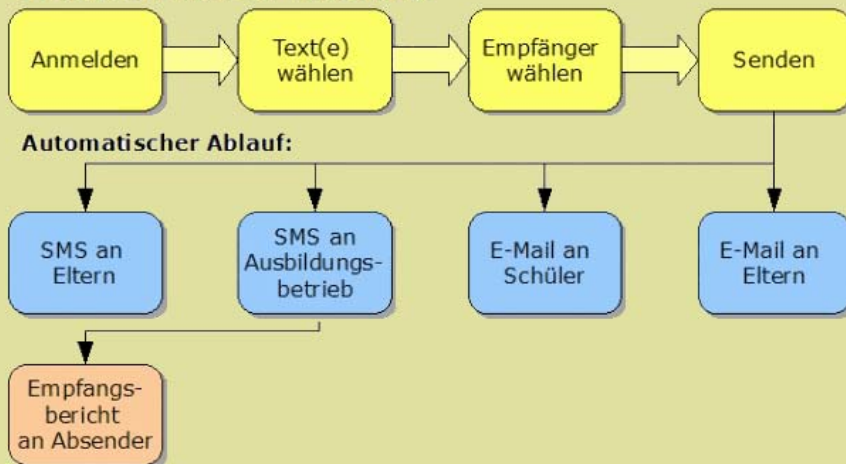 Anmelden
Text(e)
wählen
Empfänger
wählen
Senden
Automatischer Ablauf:
SMS an
Eltern
SMS an
Ausbildungs-
betrieb
E-Mail an
Schüler
E-Mail an
Eltern
Empfangs-
bericht
an Absender